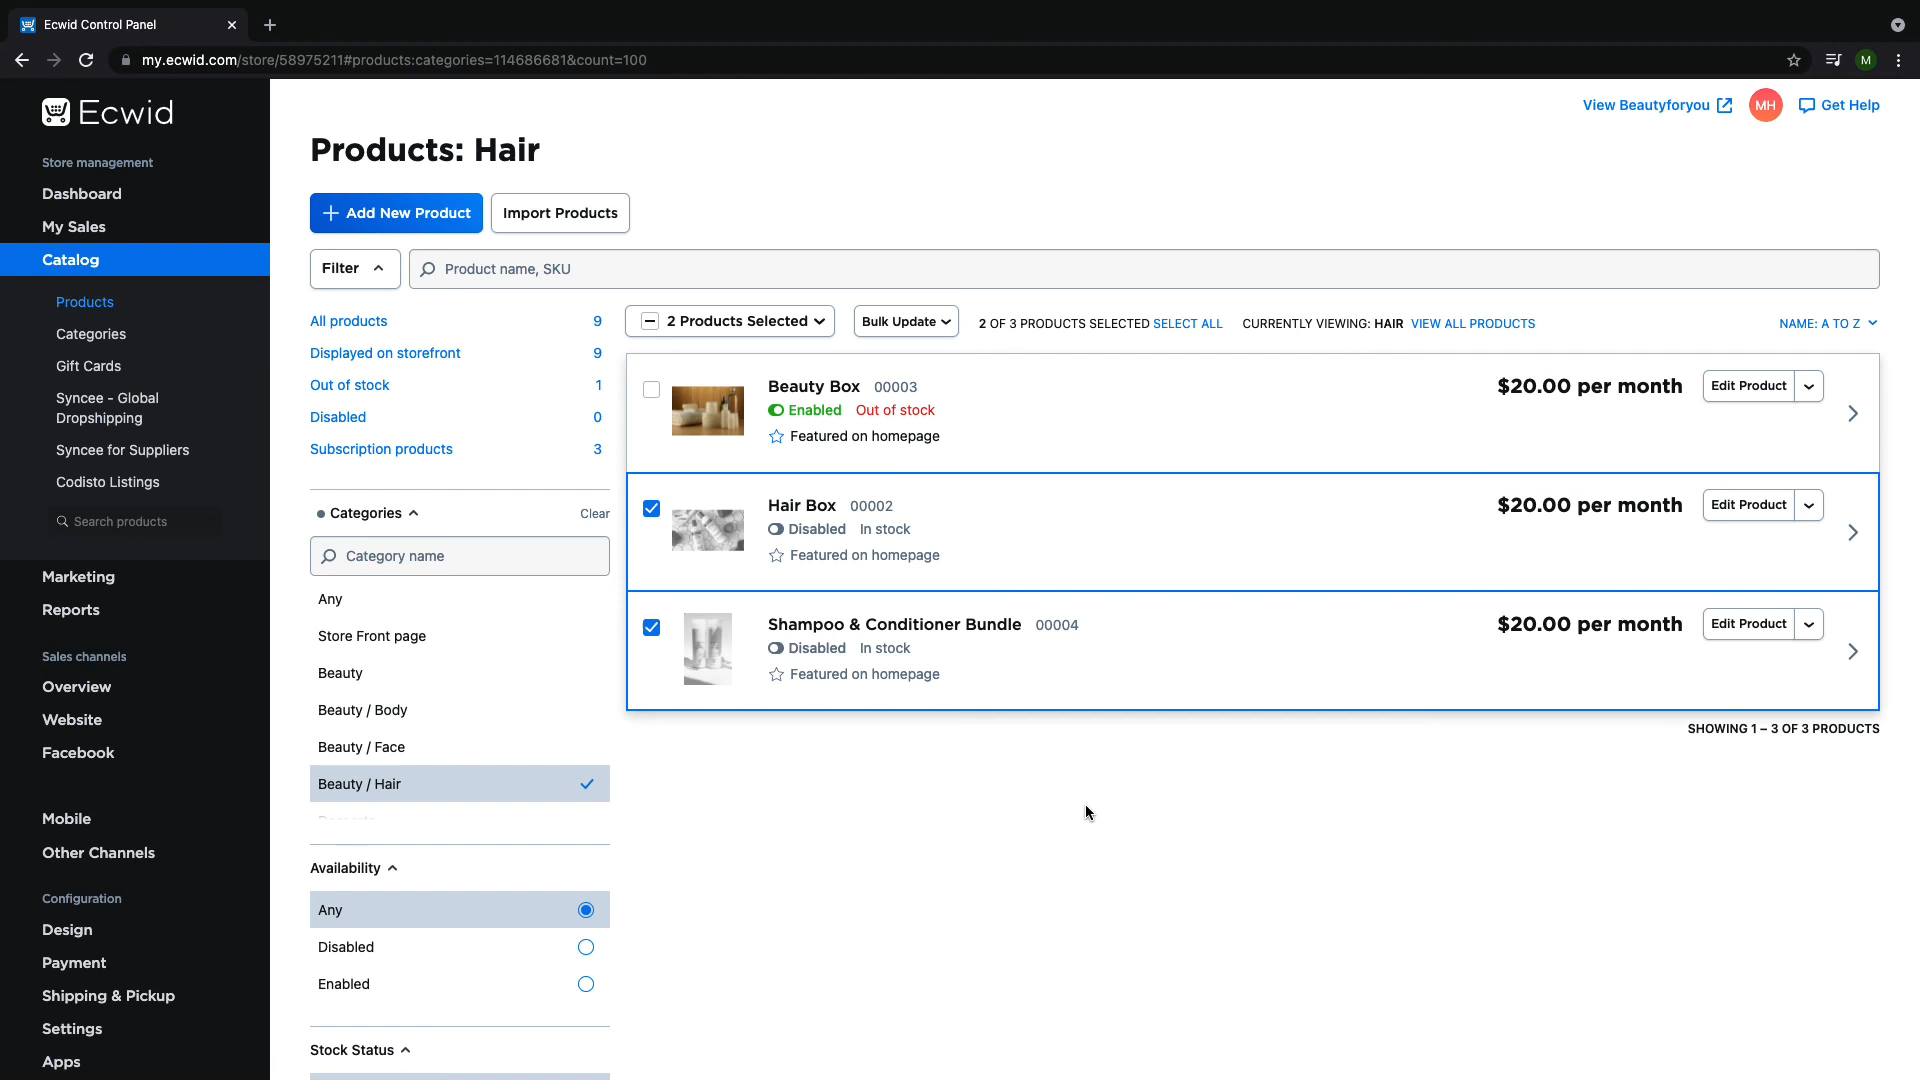 Ecwid Control Panel
my.ecwid.com/store/58975211#products:categories=114686681&count=100
M
Ecwid
View Beautyforyou
MH
Get Help
Store management
Dashboard
My Sales
Catalog
Products
Categories
Gift Cards
Syncee - Global
Dropshipping
Syncee for Suppliers
Codisto Listings
Search products
Marketing
Reports
Sales channels
Overview
Website
Facebook
Mobile
Other Channels
Configuration
Design
Payment
Shipping & Pickup
Settings
Apps
Products: Hair
Add New Product
Import Products
Filter
Product name, SKU
All products 9
Displayed on storefront 9
Out of stock 1
Disabled 0
Subscription products 3
Categories Clear
Category name
Any
Store Front page
Beauty
Beauty / Body
Beauty / Face
Beauty / Hair
Availability
Any
Disabled
Enabled
Stock Status
2 Products Selected
Bulk Update
2 OF 3 PRODUCTS SELECTED SELECT ALL
CURRENTLY VIEWING: HAIR VIEW ALL PRODUCTS
NAME: A TO Z
Beauty Box 00003
Enabled Out of stock
Featured on homepage
$20.00 per month
Edit Product
Hair Box 00002
Disabled In stock
Featured on homepage
$20.00 per month
Edit Product
Shampoo & Conditioner Bundle 00004
Disabled In stock
Featured on homepage
$20.00 per month
Edit Product
SHOWING 1 – 3 OF 3 PRODUCTS